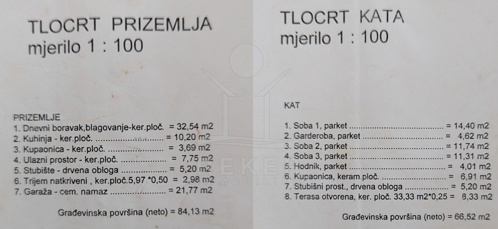 TLOCRT PRIZEMLJA
mjerilo 1 : 100
PRIZEMLJE
1. Dnevni boravak,blagovanje-ker.ploč. = 32,54 m2
2. Kuhinja - ker.ploč. ........................ = 10,20 m2
3. Kupaonica - ker.ploč. .................. = 3,69 m2
4. Ulazni prostor - ker.ploč. ............. = 7,75 m2
5. Stubište - drvena obloga ............. = 5,20 m2
6. Trijem natkriveni , ker.ploč.5,97 *0,50 = 2,98 m2
7. Garaža - cem. namaz ................. = 21,77 m2
Građevinska površina (neto) = 84,13 m2
TLOCRT KATA
mjerilo 1 : 100
KAT
1. Soba 1, parket ............................... = 14,40 m2
2. Garderoba, parket ......................... = 4,62 m2
3. Soba 2, parket ............................... = 11,74 m2
4. Soba 3, parket ............................... = 11,31 m2
5. Hodnik, parket ............................... = 4,01 m2
6. Kupaonica, keram ploč. ................ = 6,91 m2
7. Stubišni prost., drvena obloga ...... = 5,20 m2
8. Terasa otvorena, ker. ploč. 33,33 m2*0,25 = 8,33 m2
Građevinska površina (neto) = 66,52 m2